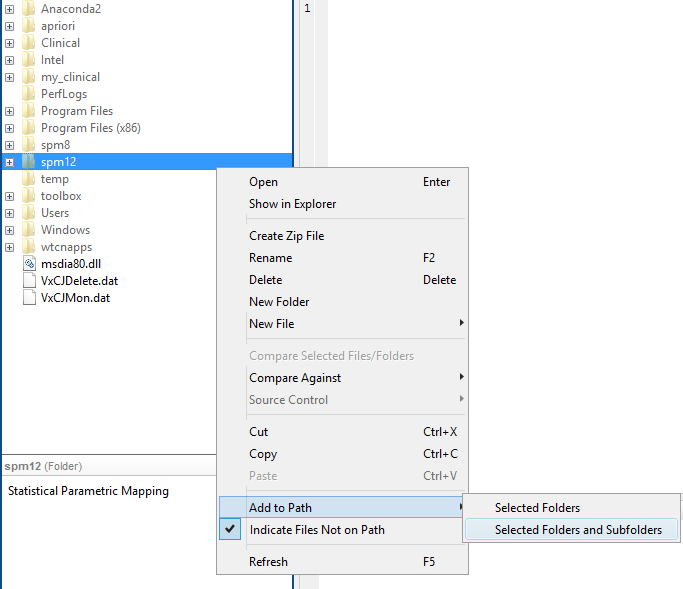 Anaconda2
1
apriori
Clinical
Intel
my_clinical
PerfLogs
Program Files
Program Files (x86)
spm8
spm12
temp
toolbox
Users
Windows
wtcnapps
msdia80.dll
VxCJDelete.dat
VxCJMon.dat
Open Enter
Show in Explorer
Create Zip File
Rename F2
Delete Delete
New Folder
New File
Compare Selected Files/Folders
Compare Against
Source Control
Cut Ctrl+X
Copy Ctrl+C
Paste Ctrl+V
Add to Path
Indicate Files Not on Path
Refresh F5
Selected Folders
Selected Folders and Subfolders
spm12 (Folder)
Statistical Parametric Mapping